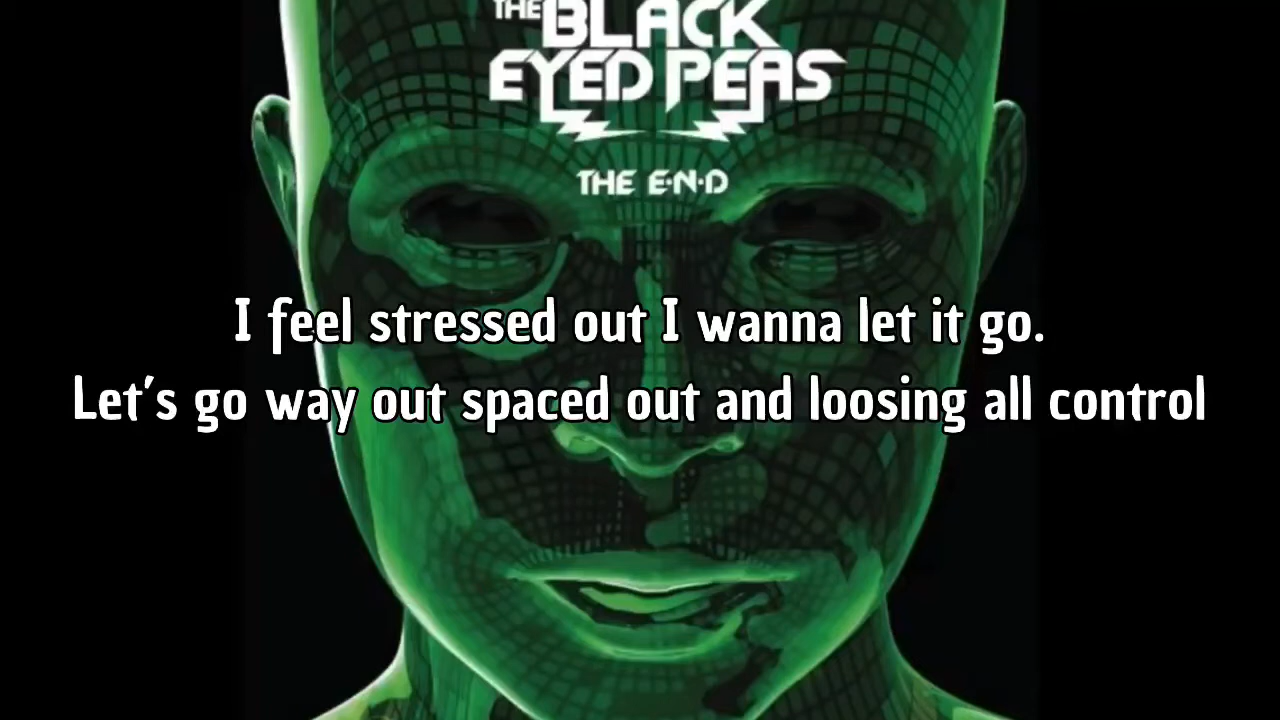 THE BLACK
EYED PEAS
THE E·N·D
I feel stressed out I wanna let it go.
Let's go way out spaced out and loosing all control